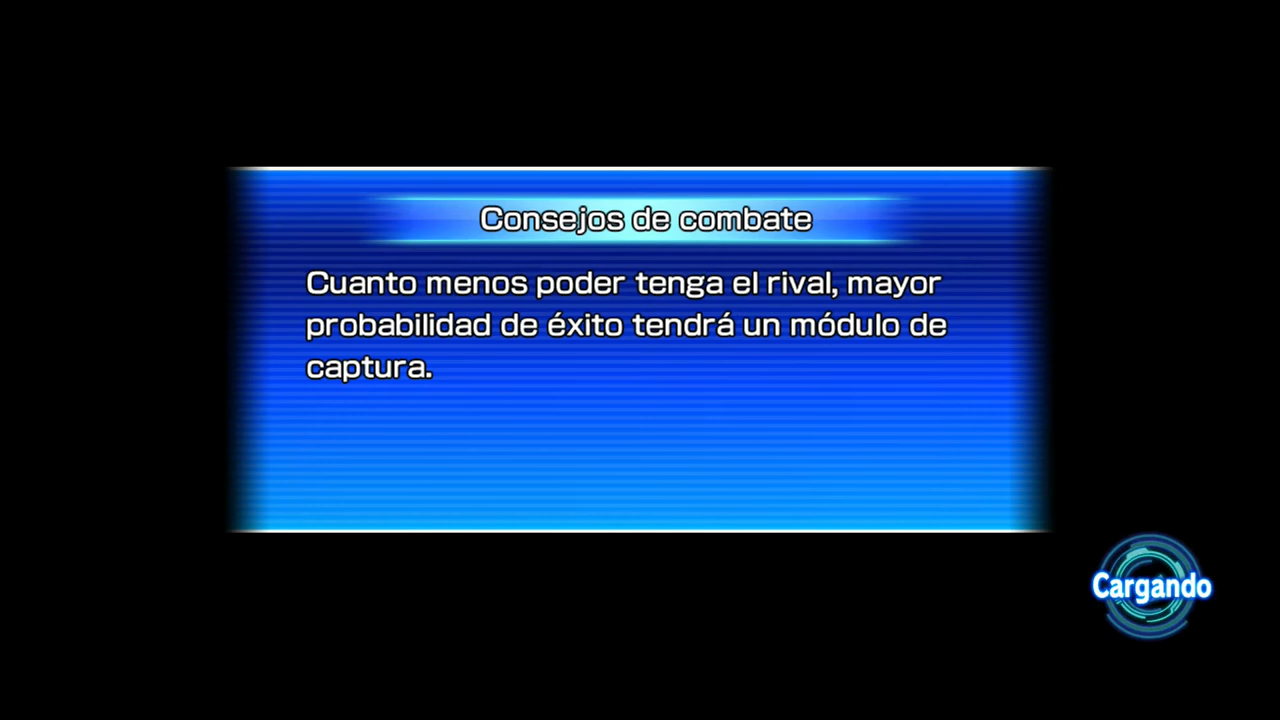 Consejos de combate
Cuanto menos poder tenga el rival, mayor
probabilidad de éxito tendrá un módulo de
captura.
Cargando